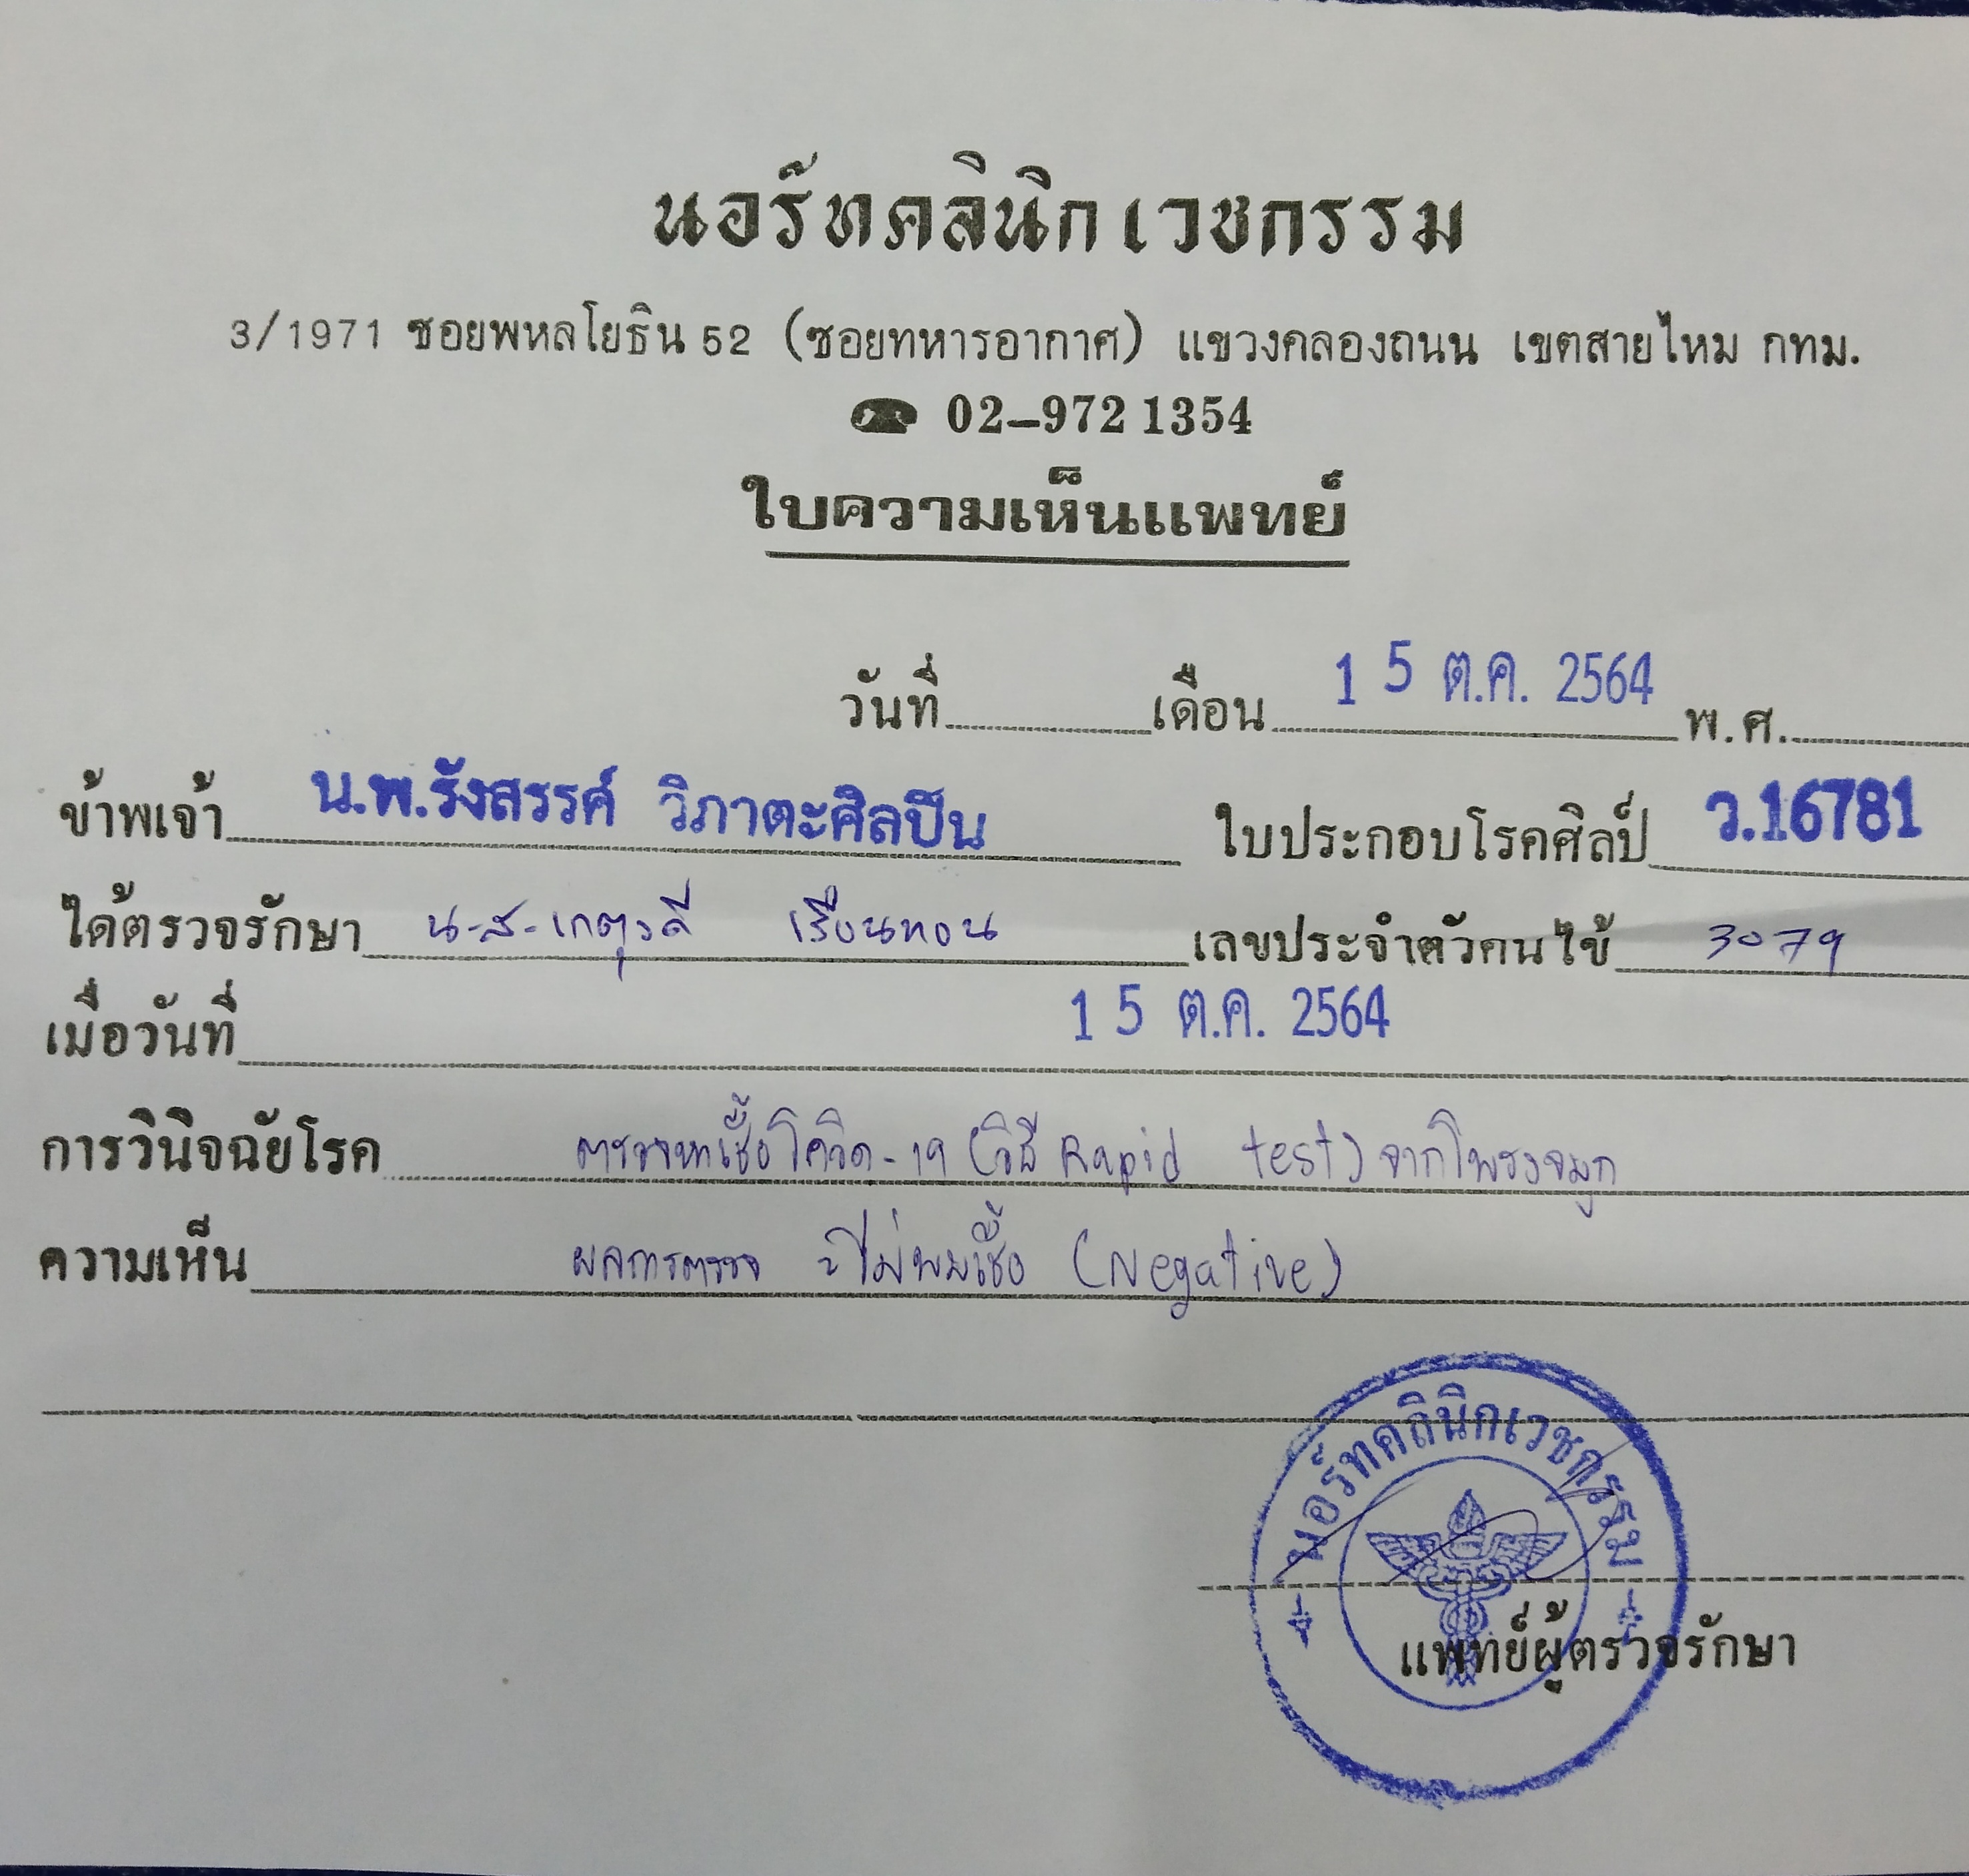 นอร์ทคลินิกเวชกรรม
3/1971 ซอยพหลโยธิน 52 (ซอยทหารอากาศ) แขวงคลองถนน เขตสายไหม กทม.
☎ 02-972 1354
ใบความเห็นแพทย์
วันที่ เดือน 15 ต.ค. 2564 พ.ศ.
ข้าพเจ้า น.พ.รังสรรศ์ วิภาตะศิลปิน ใบประกอบโรคศิลป์ ว.16781
ได้ตรวจรักษา น.ส. เรือนทอน เลขประจำตัวคนไข้ 3079
เมื่อวันที่ 15 ต.ค. 2564
การวินิจฉัยโรค ตรวจหาเชื้อโควิด-19 (วิธี Rapid test) จากโพรงจมูก
ความเห็น ผลการตรวจ = ไม่พบเชื้อ (Negative)
นอร์ทคลินิกเวชกรรม
แพทย์ผู้ตรวจรักษา